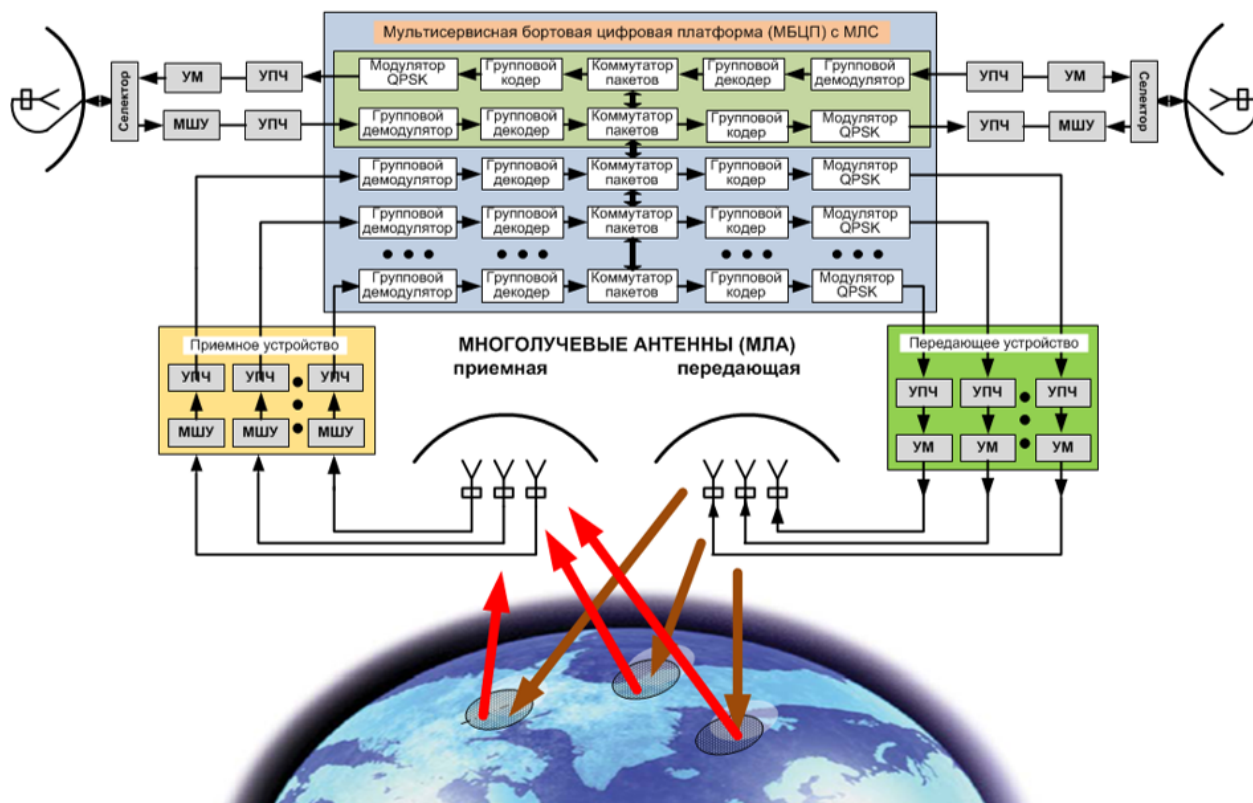 Мультисервисная бортовая цифровая платформа (МБЦП) с МЛС
Селектор
УМ
УПЧ
Модулятор
QPSK
Групповой
кодер
Коммутатор
пакетов
Групповой
декодер
Групповой
демодулятор
УПЧ
УМ
Селектор
МШУ
УПЧ
Групповой
демодулятор
Групповой
декодер
Коммутатор
пакетов
Групповой
кодер
Модулятор
QPSK
УПЧ
МШУ
Групповой
демодулятор
Групповой
декодер
Коммутатор
пакетов
Групповой
кодер
Модулятор
QPSK
Групповой
демодулятор
Групповой
декодер
Коммутатор
пакетов
Групповой
кодер
Модулятор
QPSK
Групповой
демодулятор
Групповой
декодер
Коммутатор
пакетов
Групповой
кодер
Модулятор
QPSK
Приемное устройство
УПЧ
УПЧ
УПЧ
МШУ
МШУ
МШУ
МНОГОЛУЧЕВЫЕ АНТЕННЫ (МЛА)
приемная
передающая
Передающее устройство
УПЧ
УПЧ
УПЧ
УМ
УМ
УМ